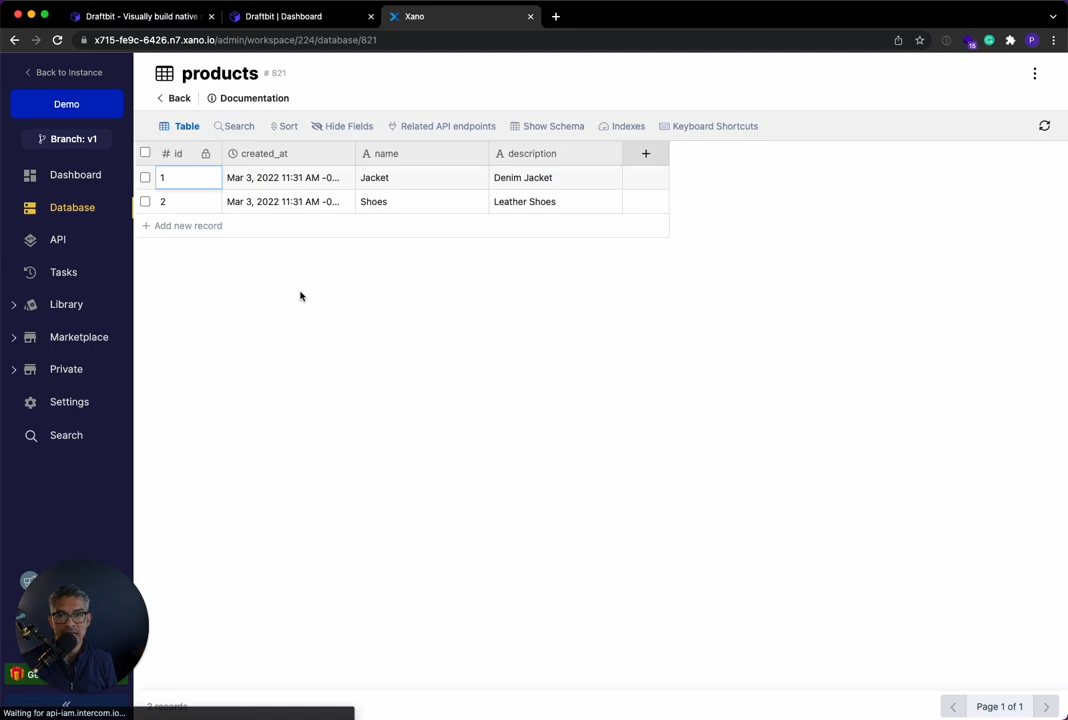 Draftbit - Visually build native
Draftbit | Dashboard
Xano
x715-fe9c-6426.n7.xano.io/admin/workspace/224/database/821
15
P
Back to Instance
Demo
Branch: v1
Dashboard
Database
API
Tasks
Library
Marketplace
Private
Settings
Search
products # 821
Back
Documentation
Table
Search
Sort
Hide Fields
Related API endpoints
Show Schema
Indexes
Keyboard Shortcuts
# id
created_at
A name
A description
+
1
Mar 3, 2022 11:31 AM -0...
Jacket
Denim Jacket
2
Mar 3, 2022 11:31 AM -0...
Shoes
Leather Shoes
+ Add new record
2 records
Page 1 of 1
Waiting for api-iam.intercom.io...